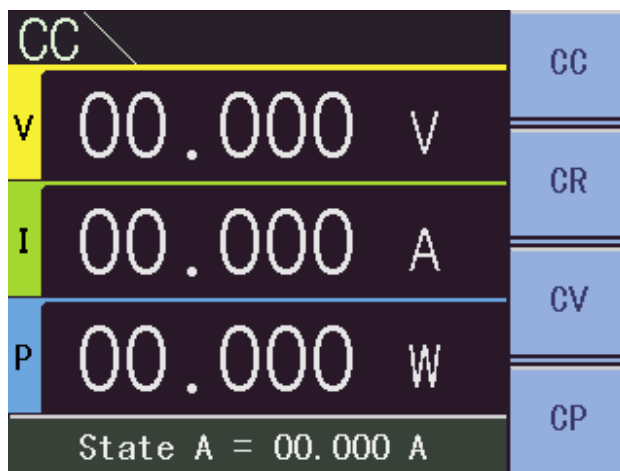 CC
V 00.000 V
I 00.000 A
P 00.000 W
State A = 00.000 A
CC
CR
CV
CP